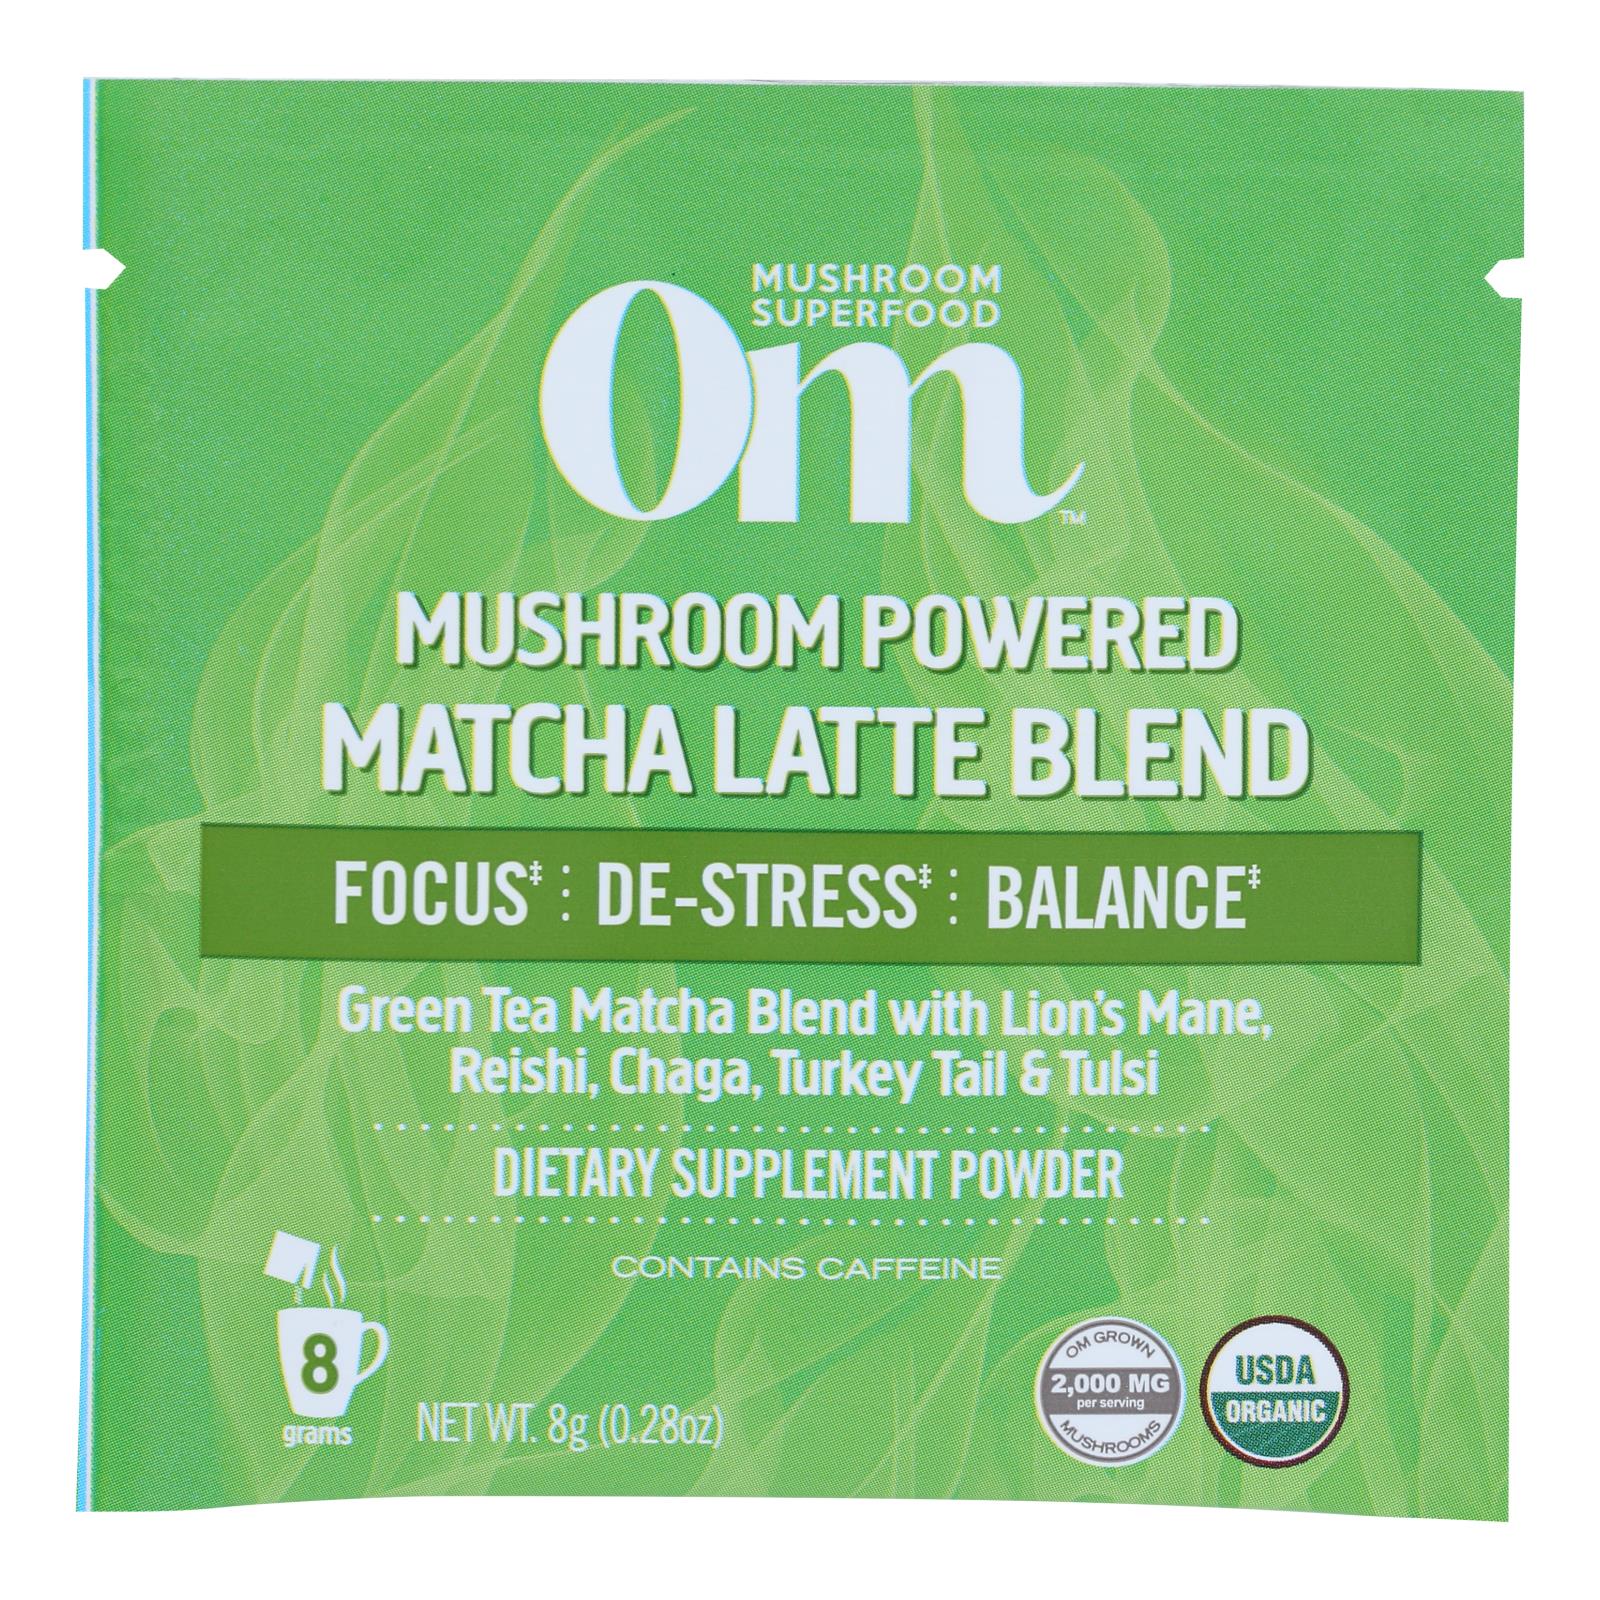 MUSHROOM
SUPERFOOD
Om™
MUSHROOM POWERED
MATCHA LATTE BLEND
FOCUS‡ ⋮ DE-STRESS‡ ⋮ BALANCE‡
Green Tea Matcha Blend with Lion's Mane,
Reishi, Chaga, Turkey Tail & Tulsi
DIETARY SUPPLEMENT POWDER
CONTAINS CAFFEINE
8
grams
NET WT. 8g (0.28oz)
OM GROWN
2,000 MG
per serving
MUSHROOMS
USDA
ORGANIC